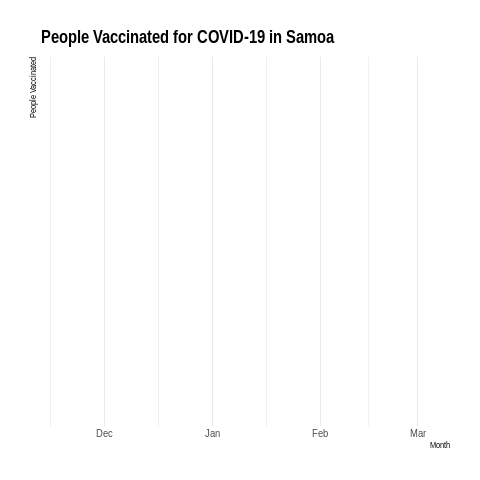 People Vaccinated for COVID-19 in Samoa
People Vaccinated
Dec Jan Feb Mar
Month